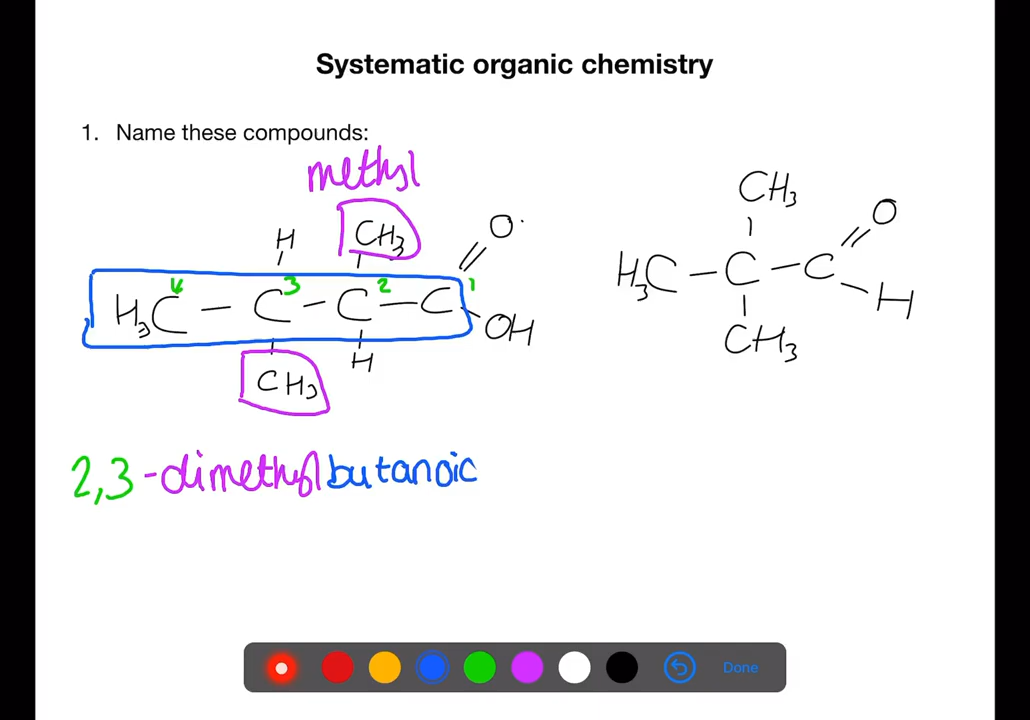 Systematic organic chemistry
1. Name these compounds:
methyl
H CH3 O
4 3 2 1
H3C — C — C — C
OH
CH3 H
CH3 O
H3C — C — C
H
CH3
2,3-dimethylbutanoic
Done